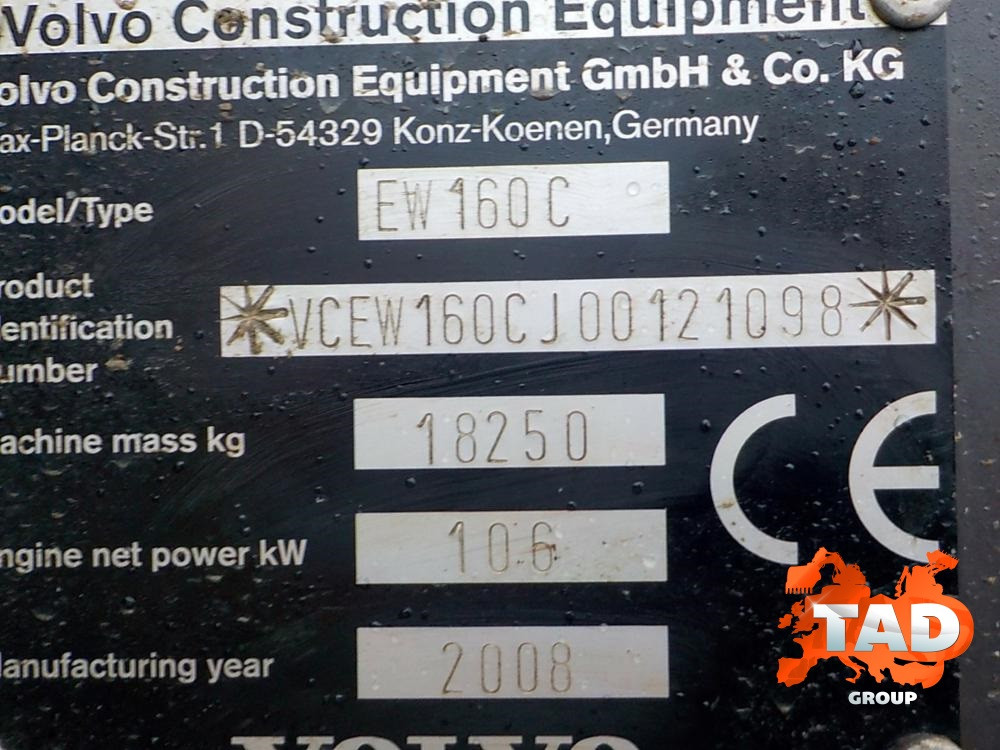 Volvo Construction Equipment
olvo Construction Equipment GmbH & Co. KG
ax-Planck-Str.1 D-54329 Konz-Koenen,Germany
odel/Type EW160C
roduct
dentification
umber
*VCEW160CJ00121098*
achine mass kg 18250
ngine net power kW 106
anufacturing year 2008
VOLVO
CE
TAD
GROUP